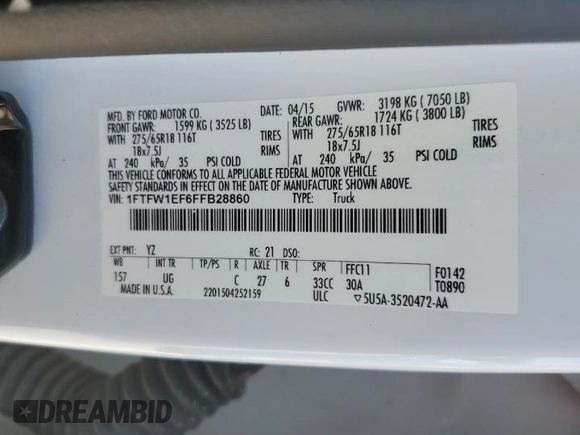 MFD. BY FORD MOTOR CO.
DATE: 04/15 GVWR: 3198 KG ( 7050 LB)
FRONT GAWR: 1599 KG ( 3525 LB) REAR GAWR: 1724 KG ( 3800 LB)
WITH 275/65R18 116T TIRES WITH 275/65R18 116T TIRES
18x7.5J RIMS 18x7.5J RIMS
AT 240 kPa/ 35 PSI COLD AT 240 kPa/ 35 PSI COLD
THIS VEHICLE CONFORMS TO ALL APPLICABLE FEDERAL MOTOR VEHICLE
SAFETY STANDARDS IN EFFECT ON THE DATE OF MANUFACTURE SHOWN ABOVE.
VIN: 1FTFW1EF6FFB28860 TYPE: Truck
EXT PNT: YZ RC: 21 DSO:
WB INT TR TP/PS R AXLE TR SPR FFC11 F0142
157 UG C 27 6 33CC 30A T0890
MADE IN U.S.A. 2201504252159 ULC ▽5U5A-3520472-AA
DREAMBID